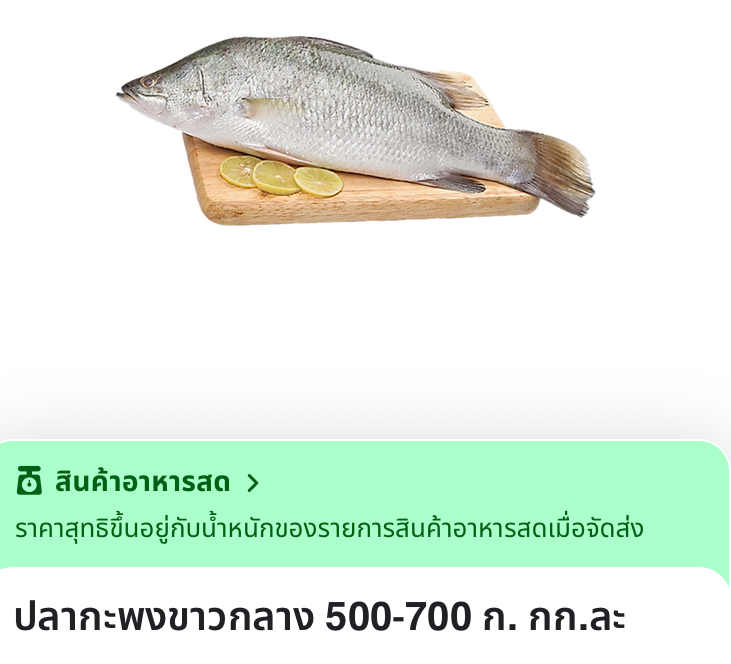 สินค้าอาหารสด
ราคาสุทธิขึ้นอยู่กับน้ำหนักของรายการสินค้าอาหารสดเมื่อจัดส่ง
ปลากะพงขาวกลาง 500-700 ก. กก.ละ